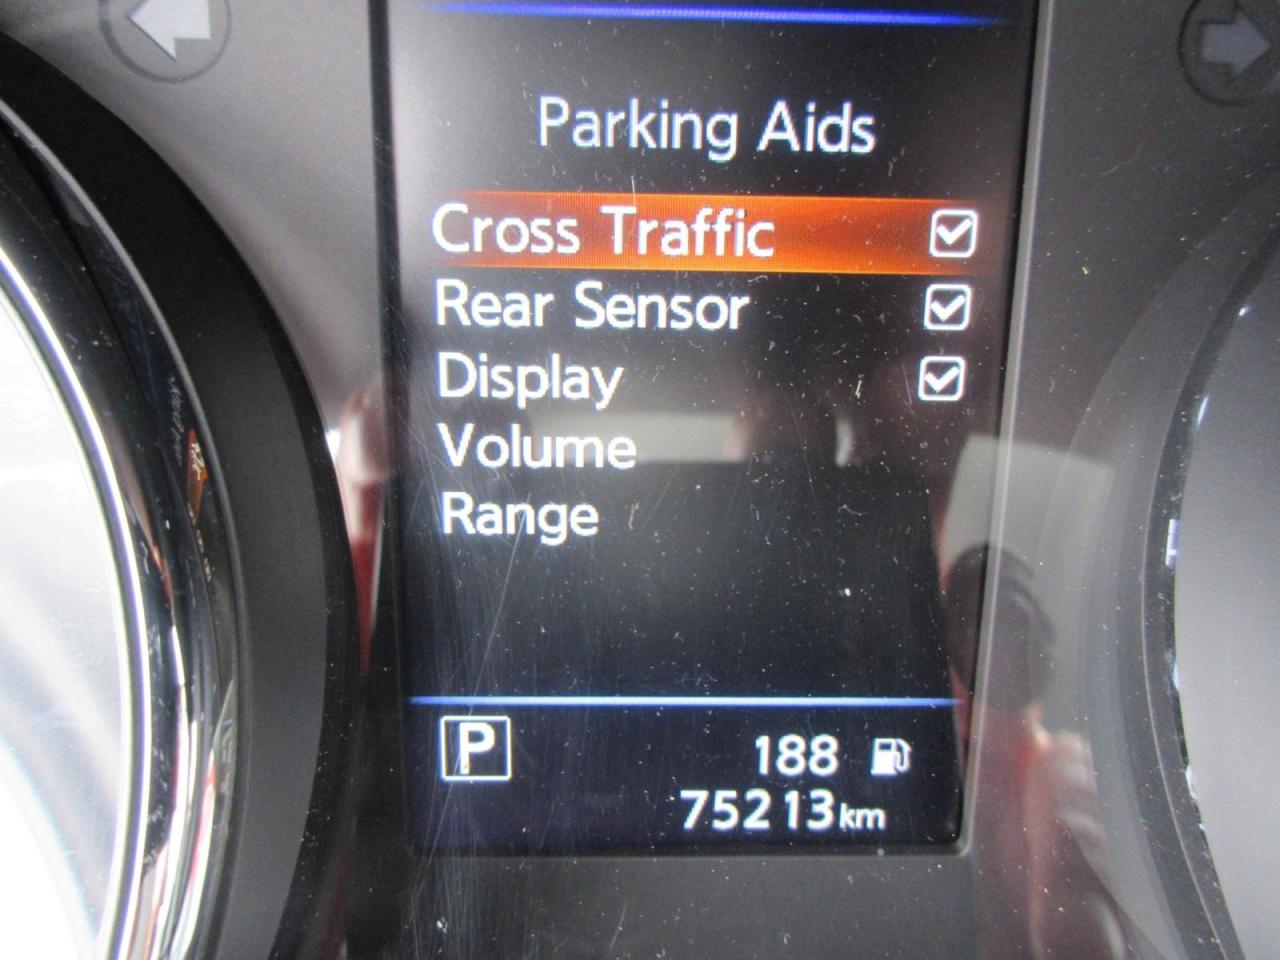 Parking Aids
Cross Traffic
Rear Sensor
Display
Volume
Range
P
188
75213km